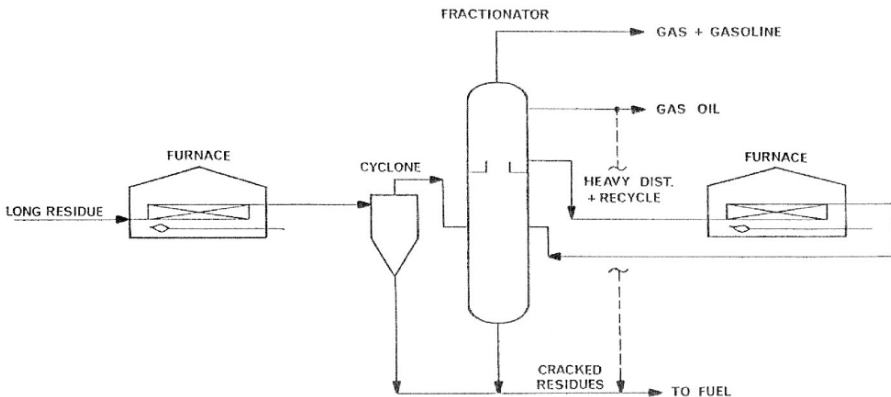 FRACTIONATOR
GAS + GASOLINE
GAS OIL
FURNACE
CYCLONE
FURNACE
HEAVY DIST.
+ RECYCLE
LONG RESIDUE
CRACKED
RESIDUES
TO FUEL